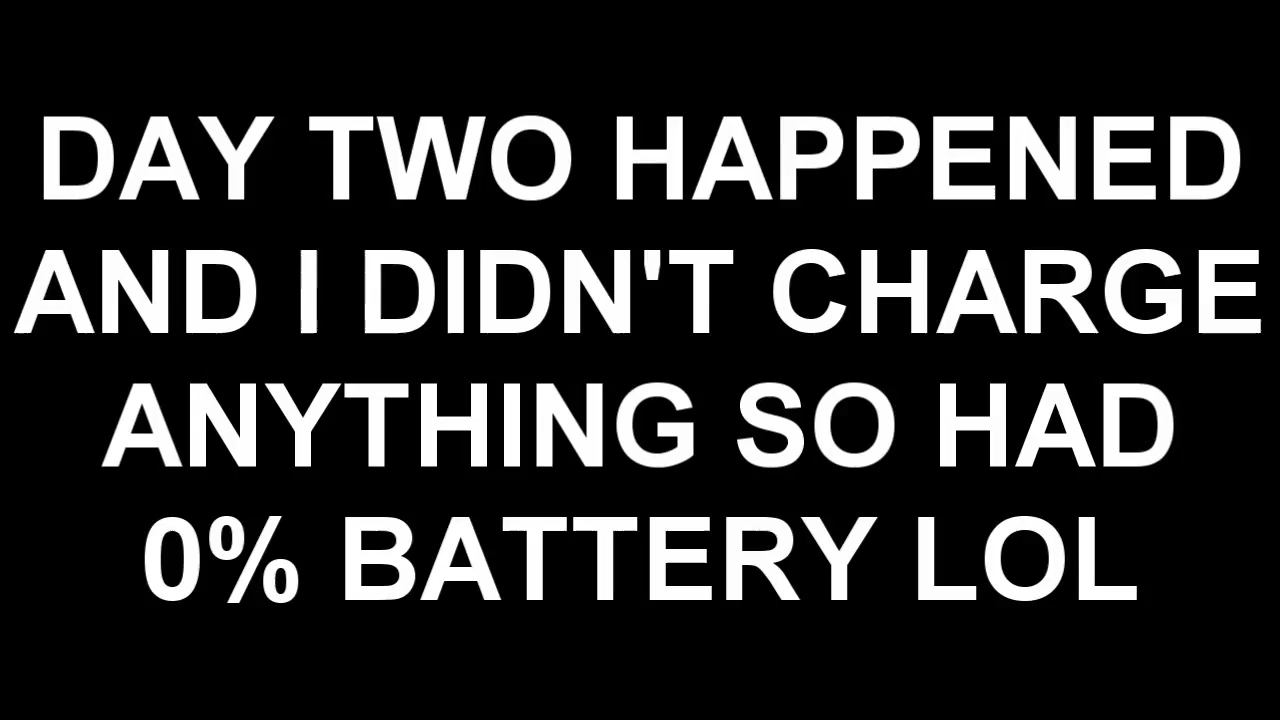 DAY TWO HAPPENED
AND I DIDN'T CHARGE
ANYTHING SO HAD
0% BATTERY LOL